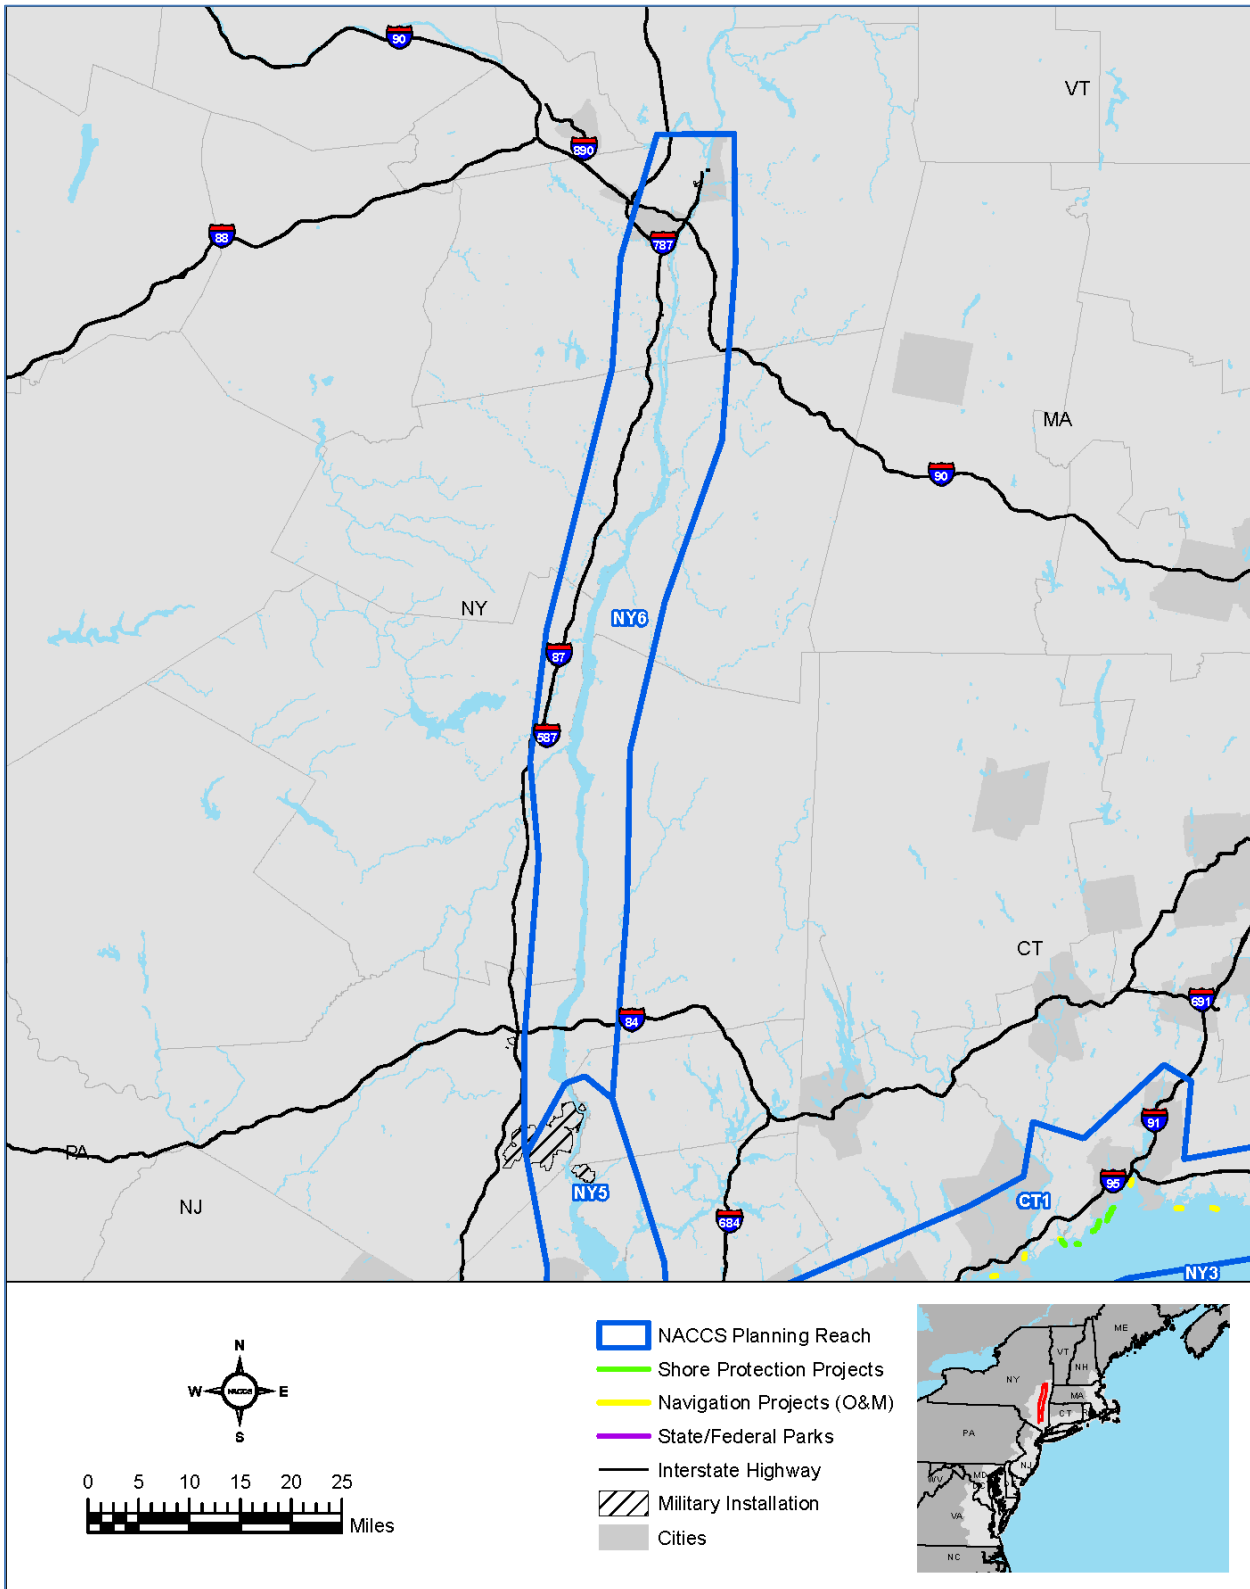 90
VT
890
88
787
MA
90
NY
NY6
87
587
CT
84
691
PA
91
NJ
NY5
CT1
95
684
NY3
N
W NACCS E
S
0 5 10 15 20 25
Miles
NACCS Planning Reach
Shore Protection Projects
Navigation Projects (O&M)
State/Federal Parks
Interstate Highway
Military Installation
Cities
ME
VT
NH
NY
MA
CT
PA
NJ
MD
WV
VA
NC